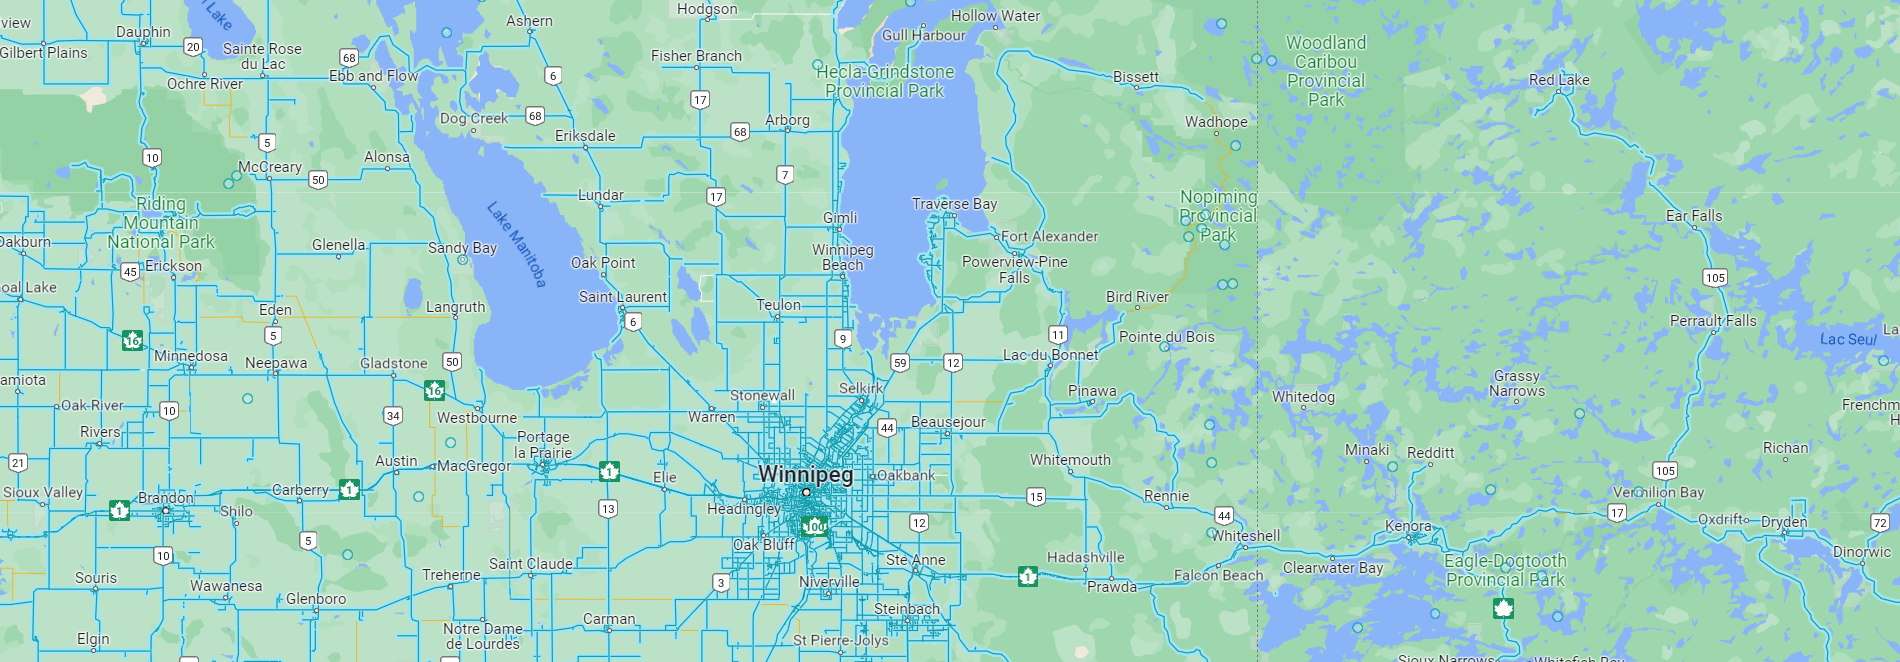 view
Gilbert Plains
Dauphin
Lake
20
Sainte Rose
du Lac
Ochre River
68
Ebb and Flow
Ashern
6
Hodgson
Fisher Branch
17
Hecla-Grindstone
Provincial Park
Gull Harbour
Hollow Water
Bissett
Woodland
Caribou
Provincial
Park
Red Lake
Dog Creek
68
Eriksdale
68
Arborg
Wadhope
10
5
McCreary
50
Alonsa
7
Lundar
17
Riding
Mountain
National Park
Oakburn
Glenella
Sandy Bay
Lake Manitoba
Gimli
Traverse Bay
Nopiming
Provincial
Park
Ear Falls
45
Erickson
Oak Point
Winnipeg
Beach
Fort Alexander
Powerview-Pine
Falls
105
oal Lake
Eden
Langruth
Saint Laurent
6
Teulon
Bird River
Perrault Falls
16
Minnedosa
5
Neepawa
Gladstone
50
9
59
12
11
Lac du Bonnet
Pointe du Bois
Lac Seul
La
amiota
Oak River
10
34
16
Westbourne
Warren
Stonewall
Selkirk
Pinawa
Whitedog
Grassy
Narrows
Frenchm
H
Rivers
Portage
la Prairie
44
Beausejour
21
Austin
MacGregor
1
Elie
Winnipeg
Oakbank
Whitemouth
Minaki
Redditt
105
Richan
Sioux Valley
1
Brandon
Carberry
1
Shilo
13
Headingley
100
12
15
Rennie
44
Whiteshell
Kenora
Vermilion Bay
17
Oxdrift
Dryden
72
10
5
Oak Bluff
Ste Anne
Hadashville
Clearwater Bay
Dinorwic
Souris
Wawanesa
Glenboro
Treherne
Saint Claude
3
Niverville
1
Prawda
Falcon Beach
Eagle-Dogtooth
Provincial Park
Elgin
Notre Dame
de Lourdes
Carman
Steinbach
St Pierre-Jolys
Sioux Narrows
Whitefish Bay